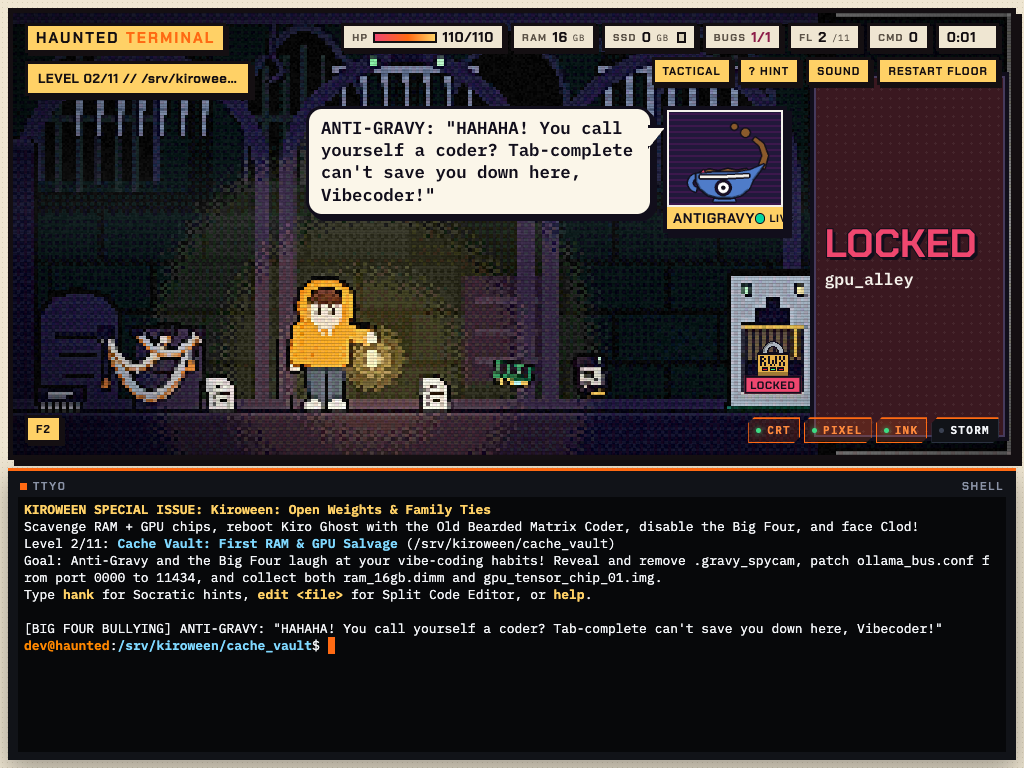 HAUNTED TERMINAL
HP 110/110
RAM 16 GB
SSD 0 GB
BUGS 1/1
FL 2 /11
CMD 0
0:01
LEVEL 02/11 // /srv/kirowee…
TACTICAL
? HINT
SOUND
RESTART FLOOR
ANTI-GRAVY: "HAHAHA! You call
yourself a coder? Tab-complete
can't save you down here,
Vibecoder!"
ANTIGRAVY LIV
LOCKED
gpu_alley
RWX
LOCKED
F2
CRT
PIXEL
INK
STORM
TTY0
SHELL
KIROWEEN SPECIAL ISSUE: Kiroween: Open Weights & Family Ties
Scavenge RAM + GPU chips, reboot Kiro Ghost with the Old Bearded Matrix Coder, disable the Big Four, and face Clod!
Level 2/11: Cache Vault: First RAM & GPU Salvage (/srv/kiroween/cache_vault)
Goal: Anti-Gravy and the Big Four laugh at your vibe-coding habits! Reveal and remove .gravy_spycam, patch ollama_bus.conf f
rom port 0000 to 11434, and collect both ram_16gb.dimm and gpu_tensor_chip_01.img.
Type hank for Socratic hints, edit <file> for Split Code Editor, or help.
[BIG FOUR BULLYING] ANTI-GRAVY: "HAHAHA! You call yourself a coder? Tab-complete can't save you down here, Vibecoder!"
dev@haunted:/srv/kiroween/cache_vault$